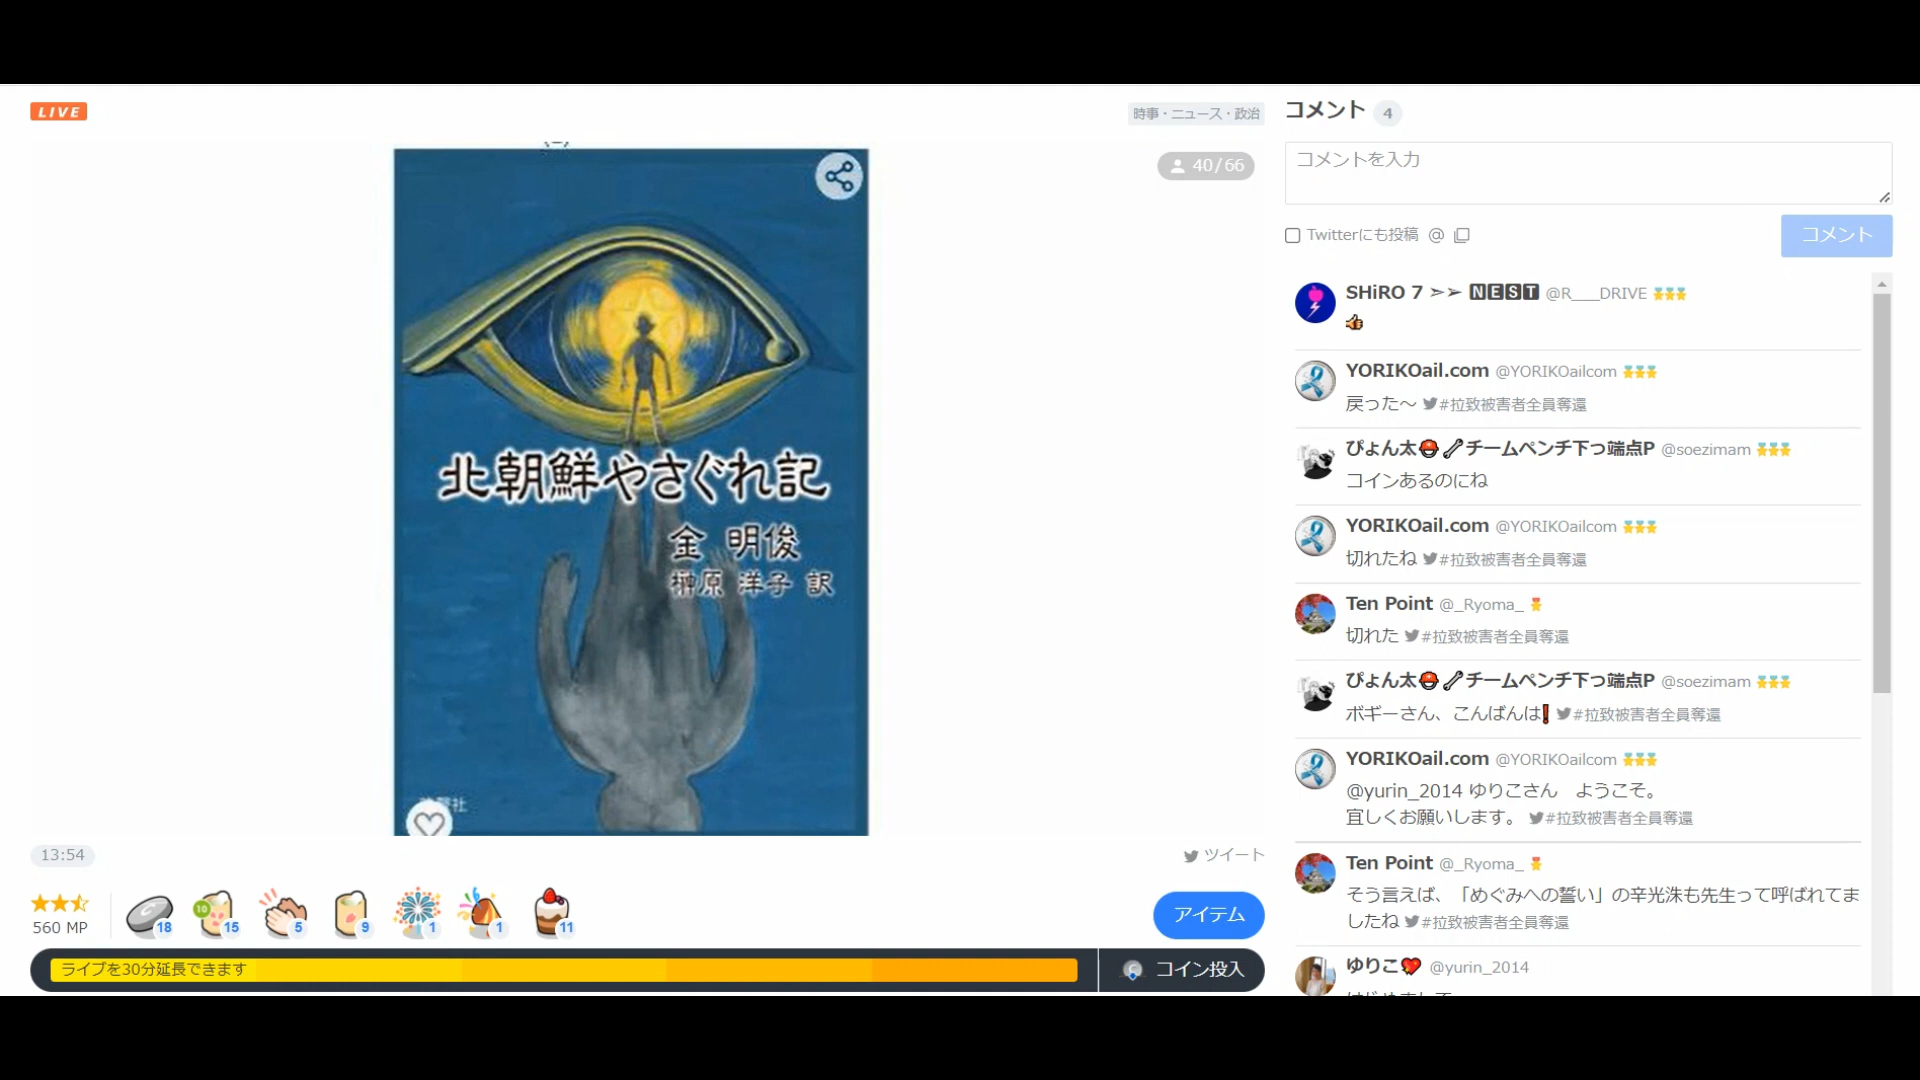 LIVE
時事・ニュース・政治
40/66
北朝鮮やさぐれ記
金 明俊
榊原 洋子 訳
13:54
ツイート
560 MP
18
10
15
5
9
1
1
11
アイテム
ライブを30分延長できます
コイン投入
コメント 4
コメントを入力
Twitterにも投稿 @
コメント
SHiRO 7 ➣➢ NEST @R___DRIVE
👍
YORIKOail.com @YORIKOailcom
戻った〜 #拉致被害者全員奪還
ぴょん太⛑🔧チームペンチ下っ端点P @soezimam
コインあるのにね
YORIKOail.com @YORIKOailcom
切れたね #拉致被害者全員奪還
Ten Point @_Ryoma_
切れた #拉致被害者全員奪還
ぴょん太⛑🔧チームペンチ下っ端点P @soezimam
ボギーさん、こんばんは❗ #拉致被害者全員奪還
YORIKOail.com @YORIKOailcom
@yurin_2014 ゆりこさん　ようこそ。
宜しくお願いします。 #拉致被害者全員奪還
Ten Point @_Ryoma_
そう言えば、「めぐみへの誓い」の辛光洙も先生って呼ばれてま
したね #拉致被害者全員奪還
ゆりこ💖 @yurin_2014